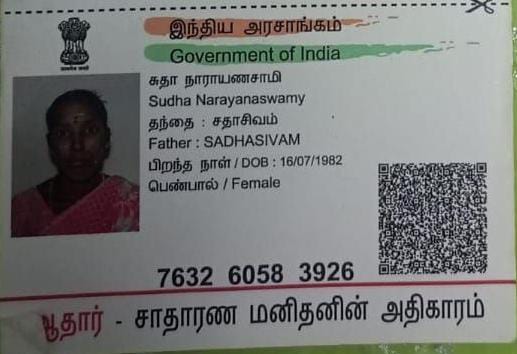 இந்திய அரசாங்கம்
Government of India
சுதா நாராயணசாமி
Sudha Narayanaswamy
தந்தை : சதாசிவம்
Father : SADHASIVAM
பிறந்த நாள் / DOB : 16/07/1982
பெண்பால் / Female
7632 6058 3926
- சாதாரண மனிதனின் அதிகாரம்